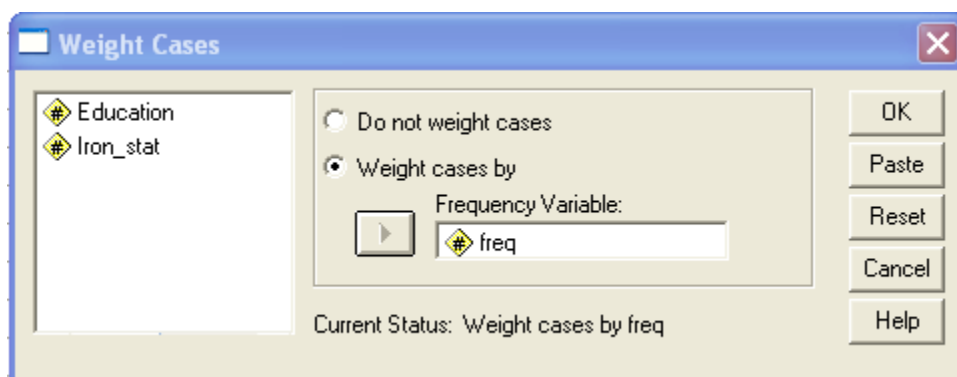 Weight Cases
Education
Iron_stat
Do not weight cases
Weight cases by
Frequency Variable:
freq
Current Status: Weight cases by freq
OK
Paste
Reset
Cancel
Help